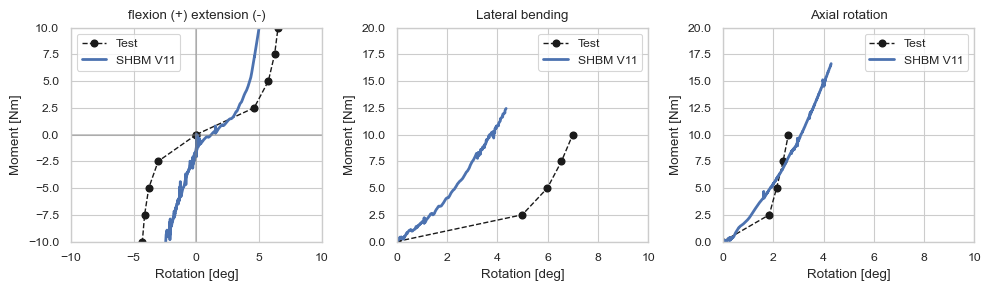 flexion (+) extension (-)
Test
SHBM V11
10.0
7.5
5.0
2.5
0.0
−2.5
−5.0
−7.5
−10.0
−10
−5
0
5
10
Moment [Nm]
Rotation [deg]
Lateral bending
Test
SHBM V11
20.0
17.5
15.0
12.5
10.0
7.5
5.0
2.5
0.0
0
2
4
6
8
10
Moment [Nm]
Rotation [deg]
Axial rotation
Test
SHBM V11
20.0
17.5
15.0
12.5
10.0
7.5
5.0
2.5
0.0
0
2
4
6
8
10
Moment [Nm]
Rotation [deg]